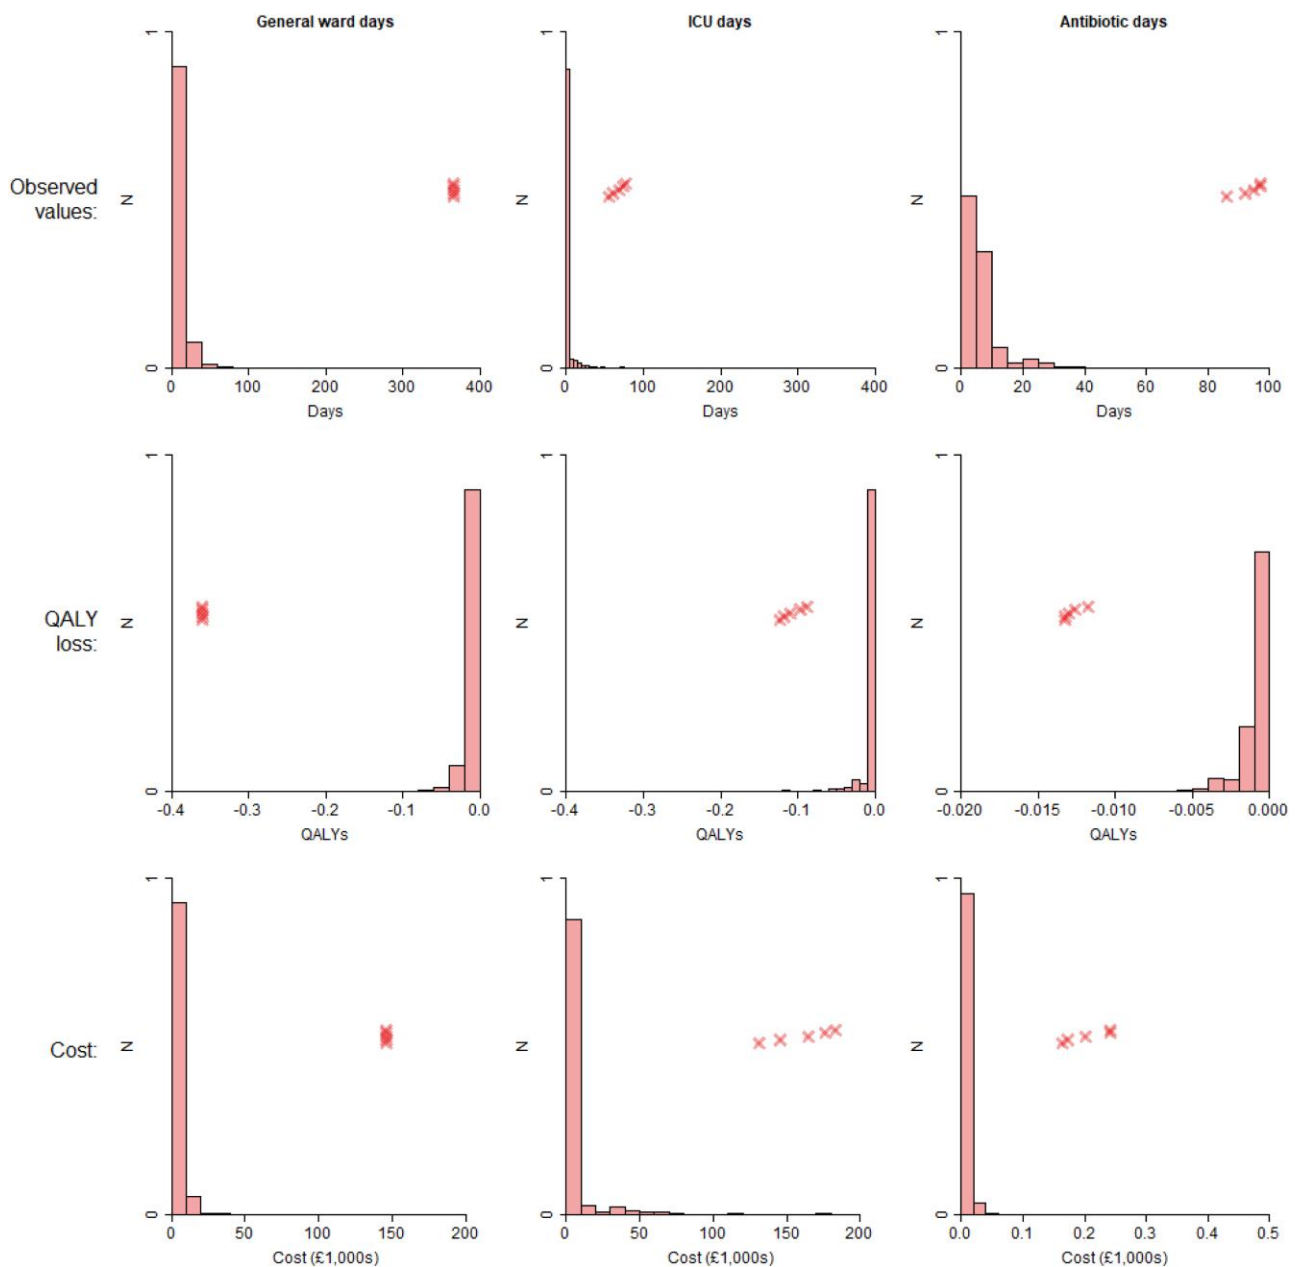 General ward days
ICU days
Antibiotic days
Observed
values:
1
N
0
0 100 200 300 400
Days
1
N
0
0 100 200 300 400
Days
1
N
0
0 20 40 60 80 100
Days
QALY
loss:
1
N
0
-0.4 -0.3 -0.2 -0.1 0.0
QALYs
1
N
0
-0.4 -0.3 -0.2 -0.1 0.0
QALYs
1
N
0
-0.020 -0.015 -0.010 -0.005 0.000
QALYs
Cost:
1
N
0
0 50 100 150 200
Cost (£1,000s)
1
N
0
0 50 100 150 200
Cost (£1,000s)
1
N
0
0.0 0.1 0.2 0.3 0.4 0.5
Cost (£1,000s)